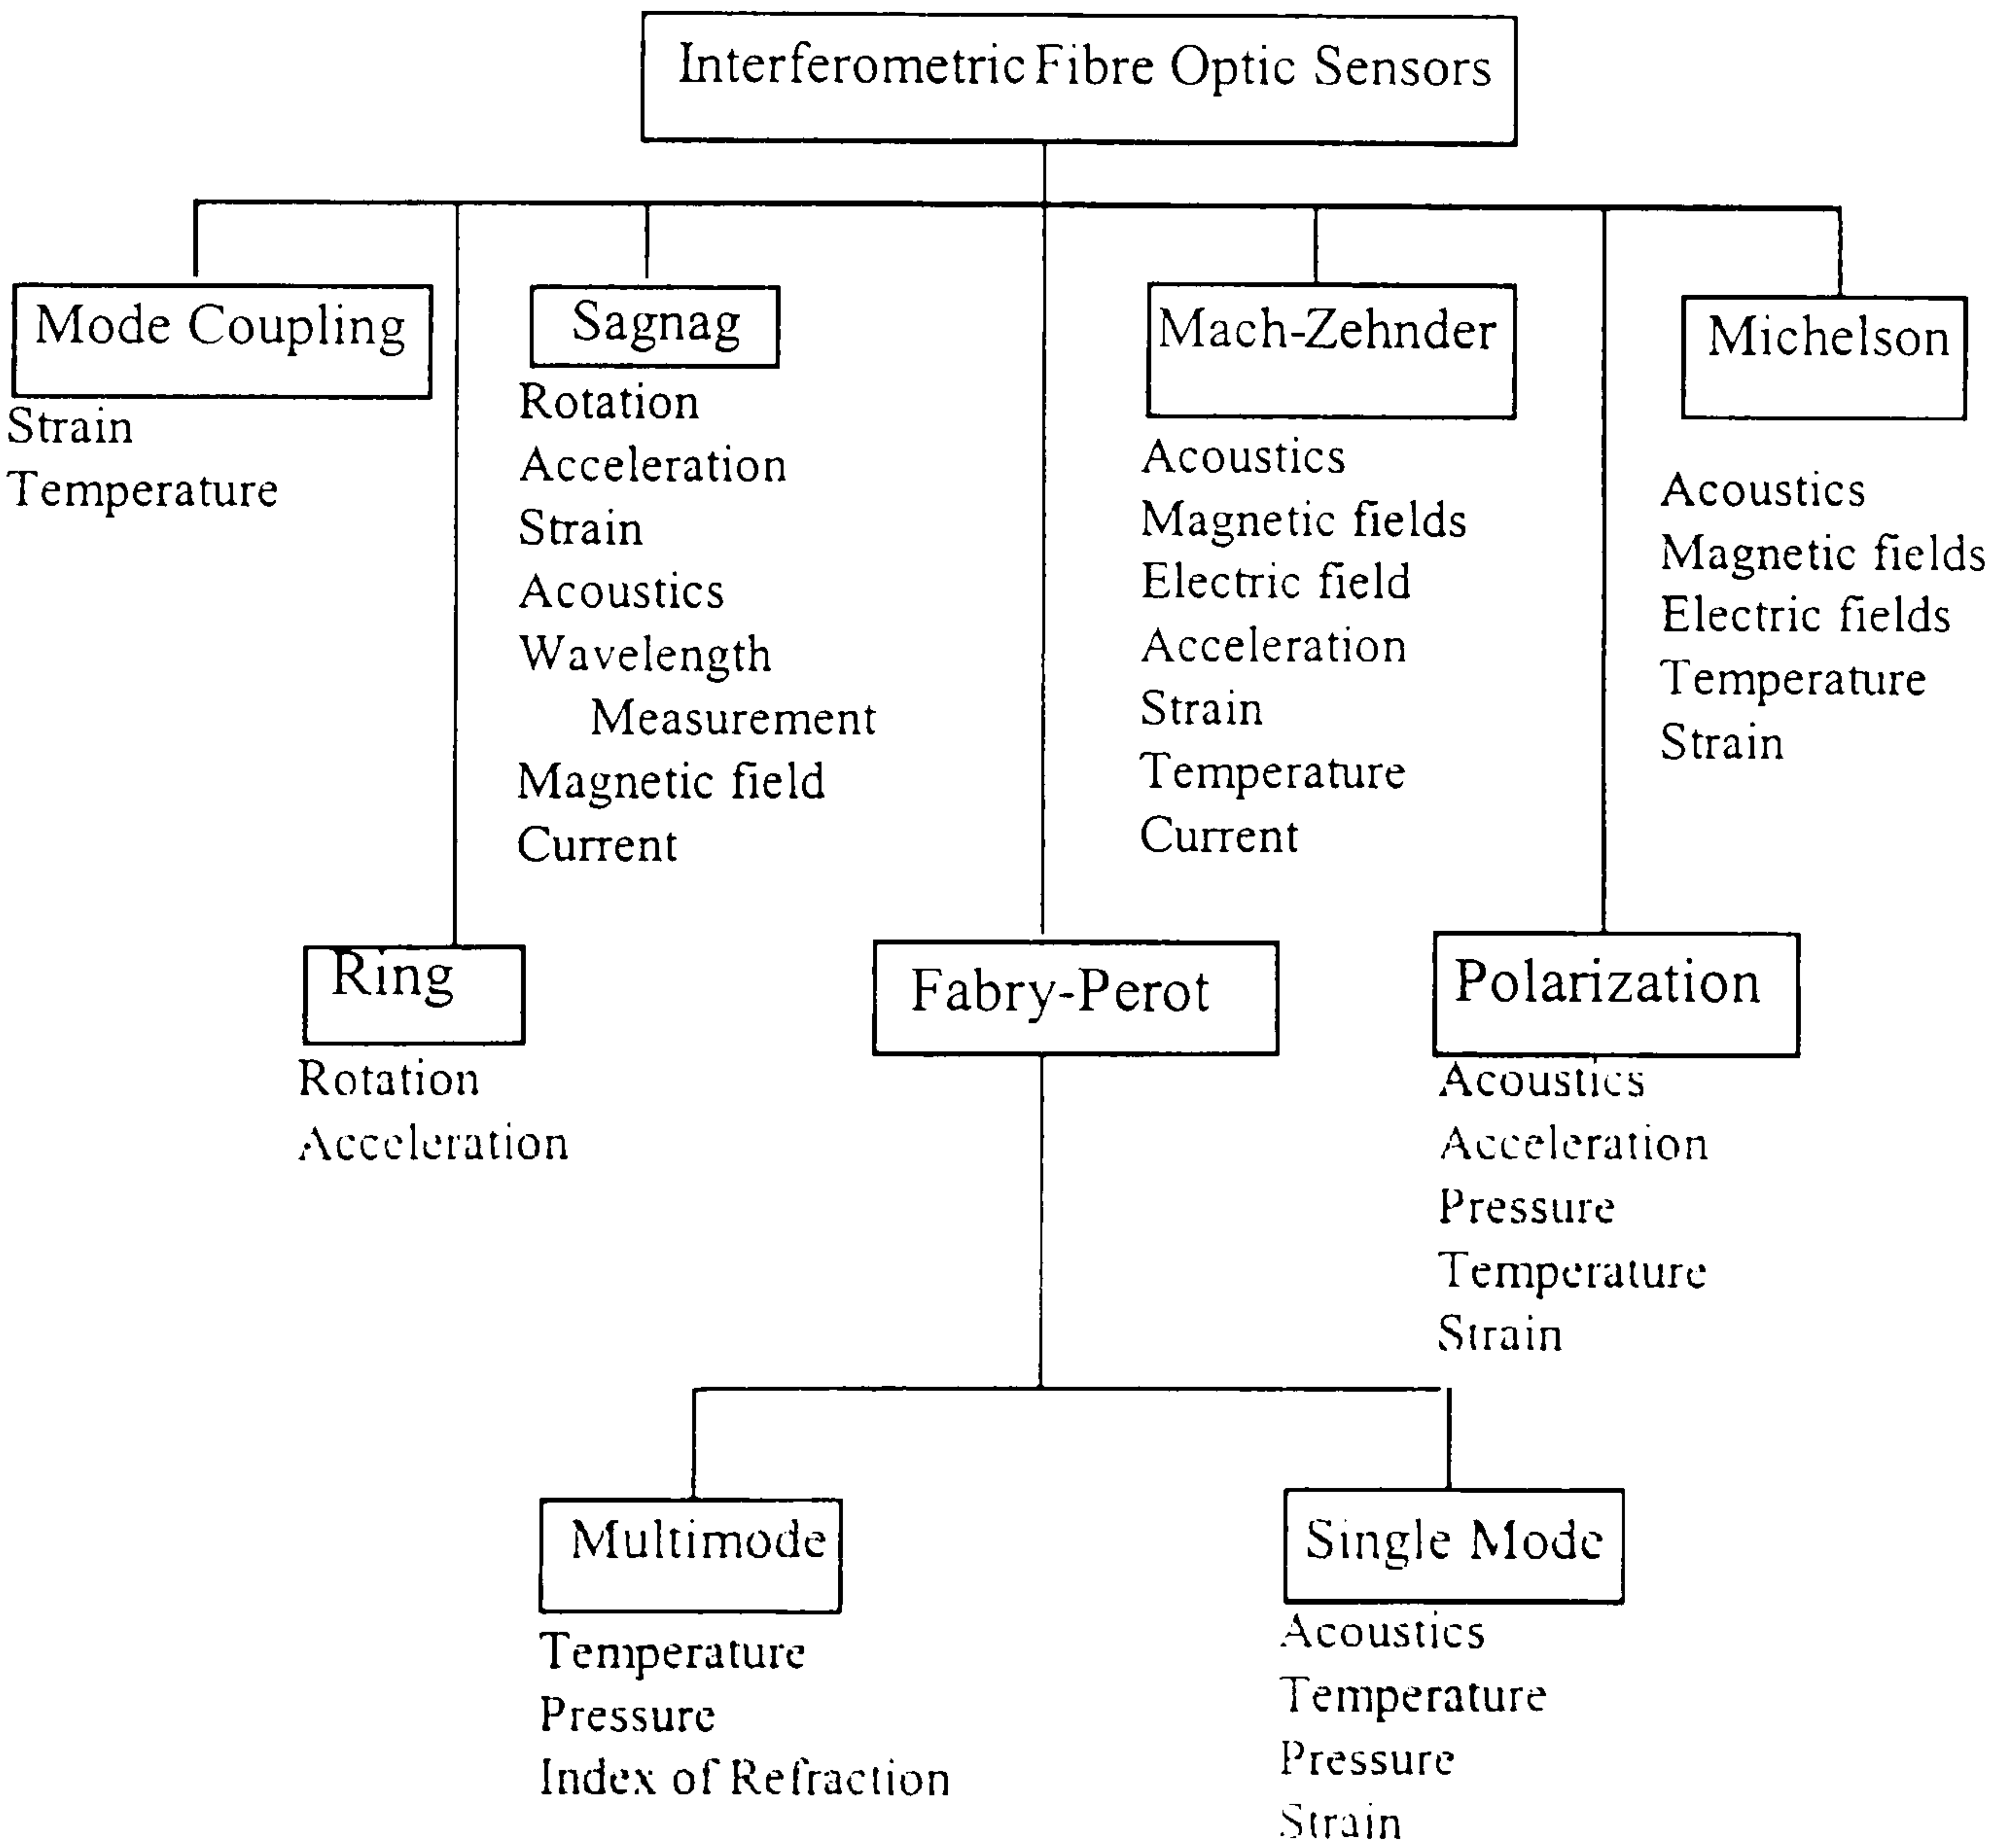 Interferometric Fibre Optic Sensors
Mode Coupling
Strain
Temperature
Sagnag
Rotation
Acceleration
Strain
Acoustics
Wavelength
Measurement
Magnetic field
Current
Mach-Zehnder
Acoustics
Magnetic fields
Electric field
Acceleration
Strain
Temperature
Current
Michelson
Acoustics
Magnetic fields
Electric fields
Temperature
Strain
Ring
Rotation
Acceleration
Fabry-Perot
Polarization
Acoustics
Acceleration
Pressure
Temperature
Strain
Multimode
Temperature
Pressure
Index of Refraction
Single Mode
Acoustics
Temperature
Pressure
Strain